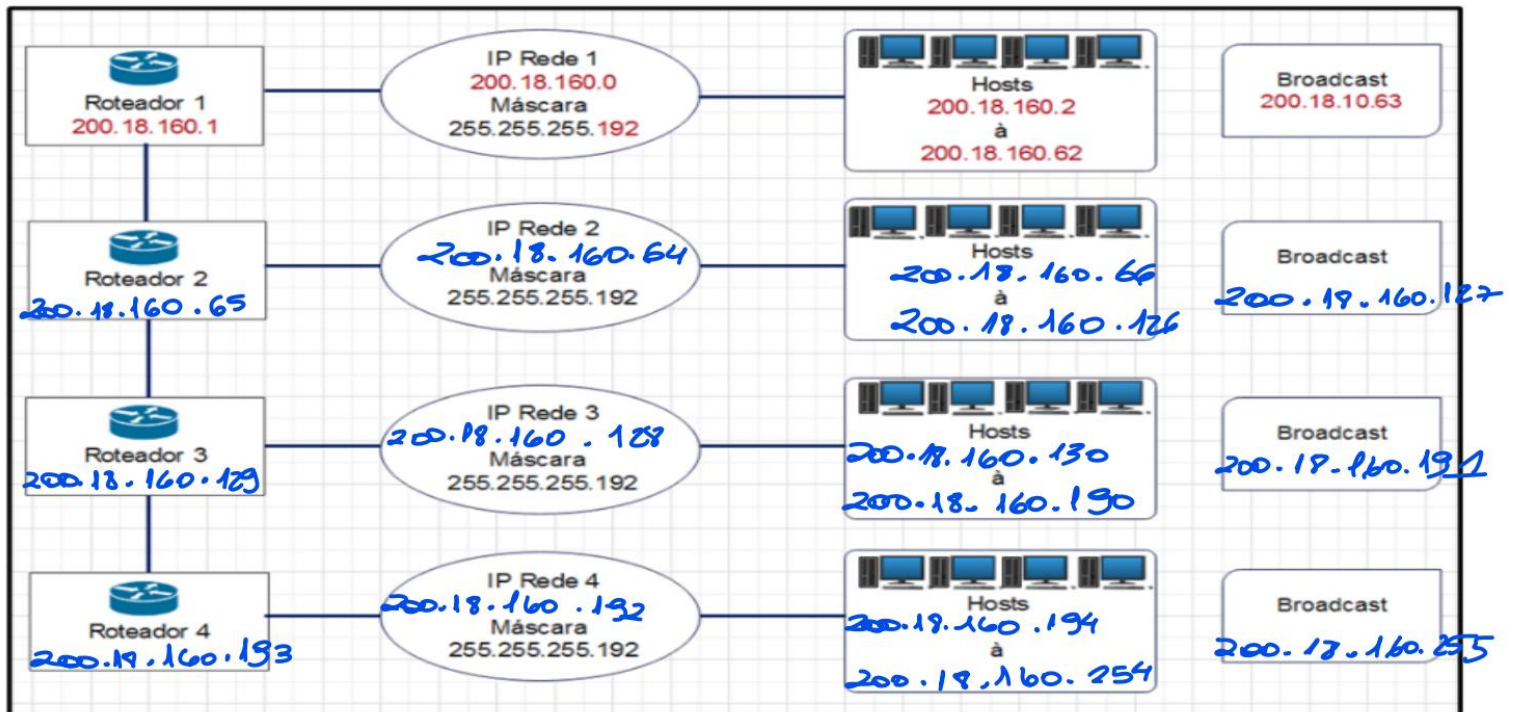 IP Rede 1
200.18.160.0
Máscara
255.255.255.192
Roteador 1
200.18.160.1
Hosts
200.18.160.2
à
200.18.160.62
Broadcast
200.18.10.63
IP Rede 2
200.18.160.64
Máscara
255.255.255.192
Roteador 2
200.18.160.65
Hosts
200.18.160.66
à
200.18.160.126
Broadcast
200.18.160.127
IP Rede 3
200.18.160.128
Máscara
255.255.255.192
Roteador 3
200.18.160.129
Hosts
200.18.160.130
à
200.18.160.190
Broadcast
200.18.160.191
IP Rede 4
200.18.160.192
Máscara
255.255.255.192
Roteador 4
200.18.160.193
Hosts
200.18.160.194
à
200.18.160.254
Broadcast
200.18.160.255